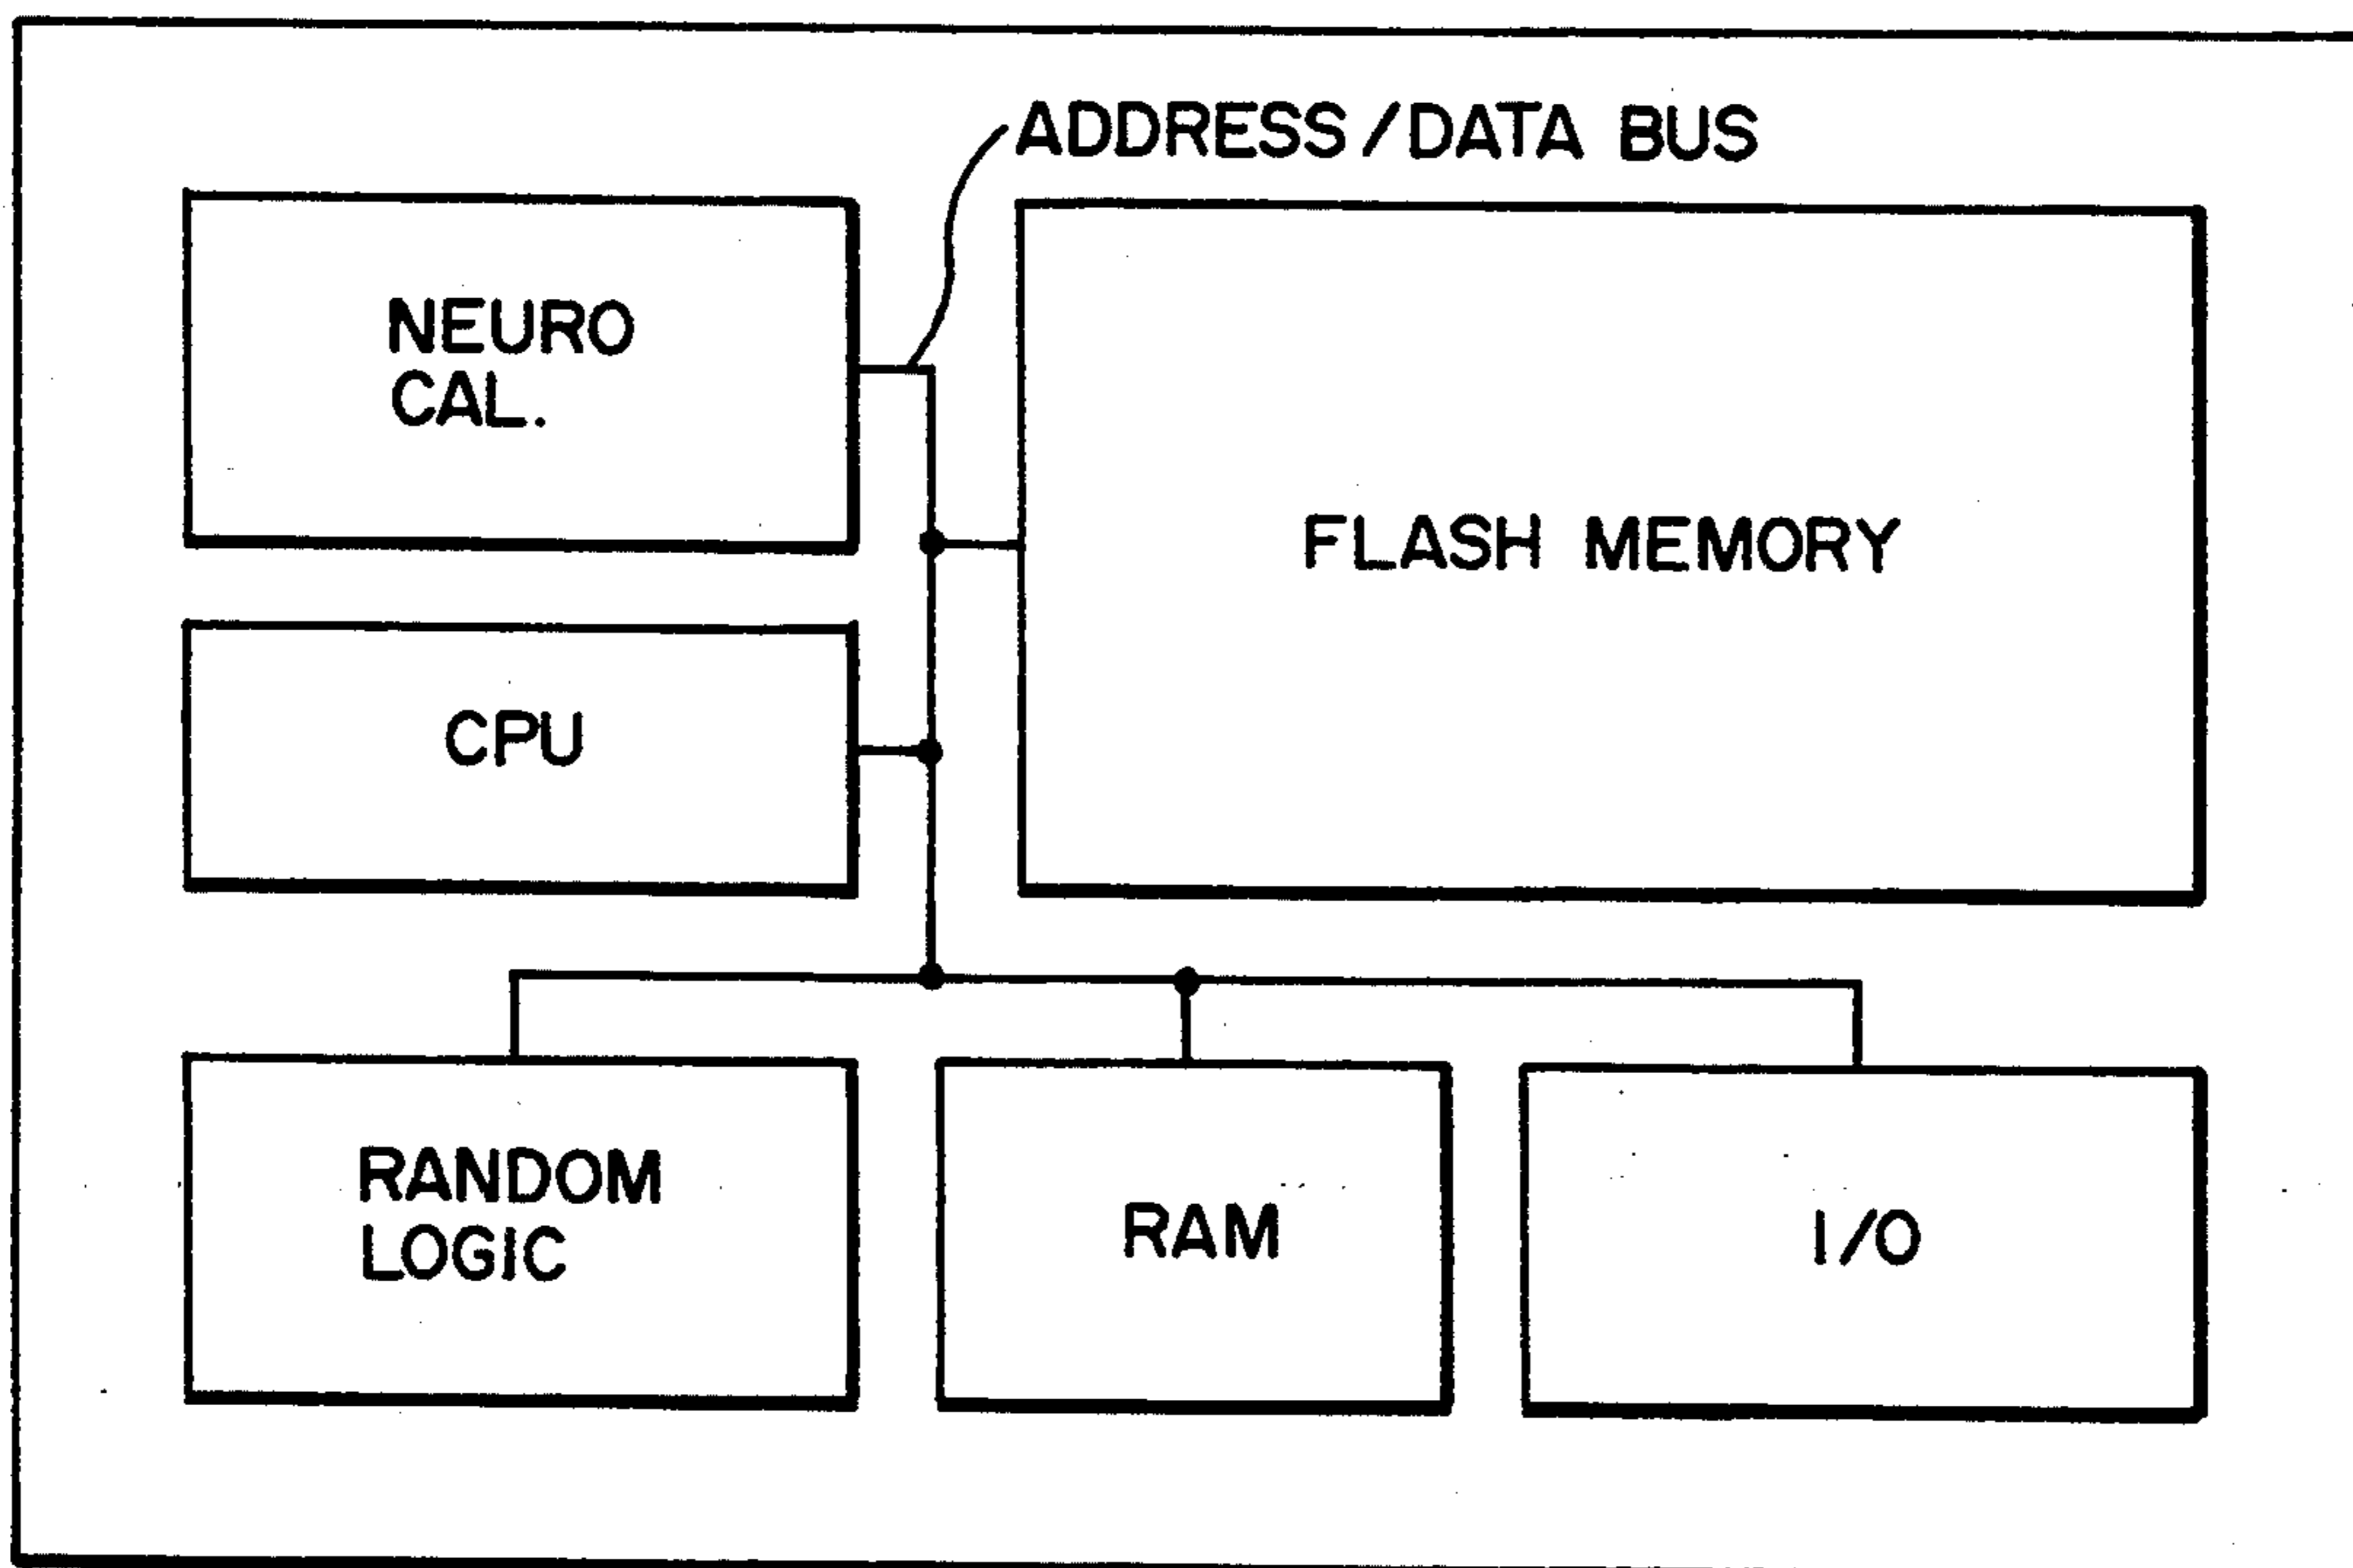 ADDRESS/DATA BUS
NEURO
CAL.
FLASH MEMORY
CPU
RANDOM
LOGIC
RAM
I/O